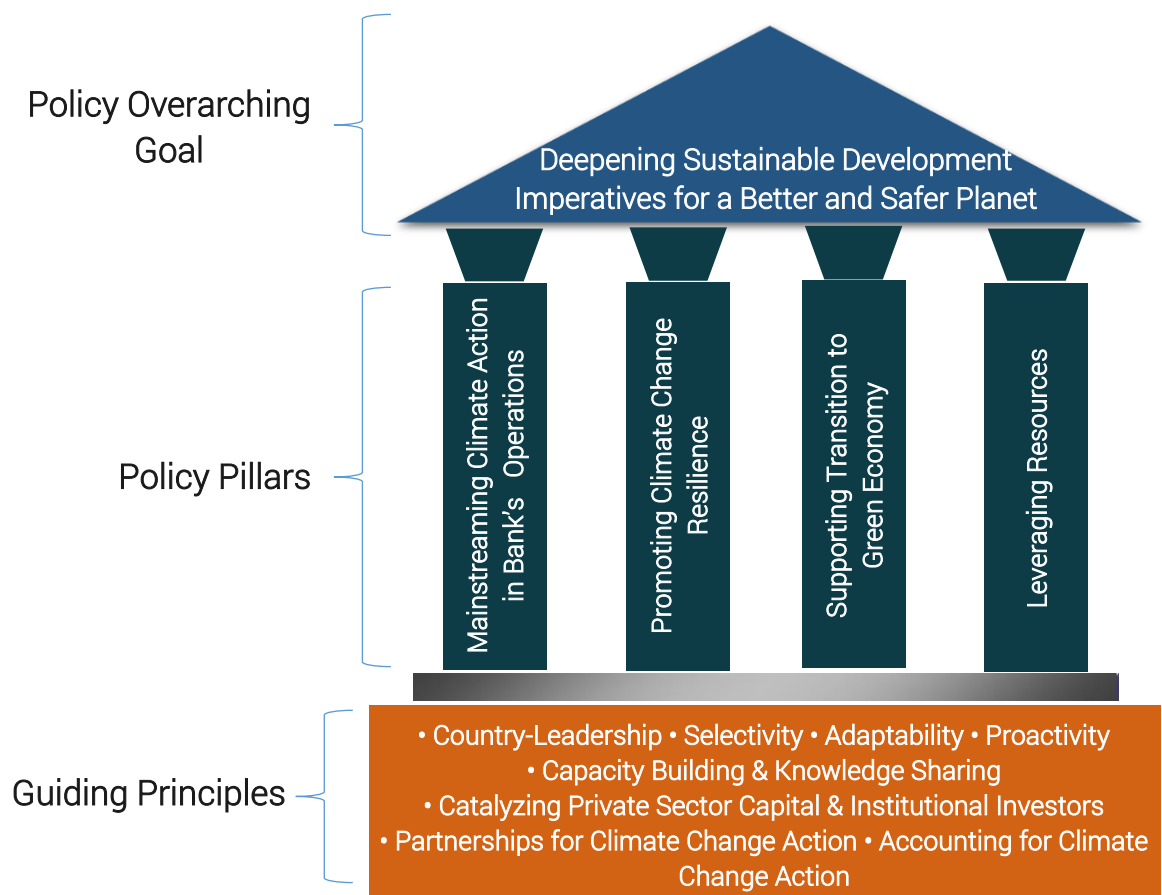 Policy Overarching
Goal
Deepening Sustainable Development
Imperatives for a Better and Safer Planet
Policy Pillars
Mainstreaming Climate Action
in Bank's Operations
Promoting Climate Change
Resilience
Supporting Transition to
Green Economy
Leveraging Resources
Guiding Principles
• Country-Leadership • Selectivity • Adaptability • Proactivity
• Capacity Building & Knowledge Sharing
• Catalyzing Private Sector Capital & Institutional Investors
• Partnerships for Climate Change Action • Accounting for Climate
Change Action